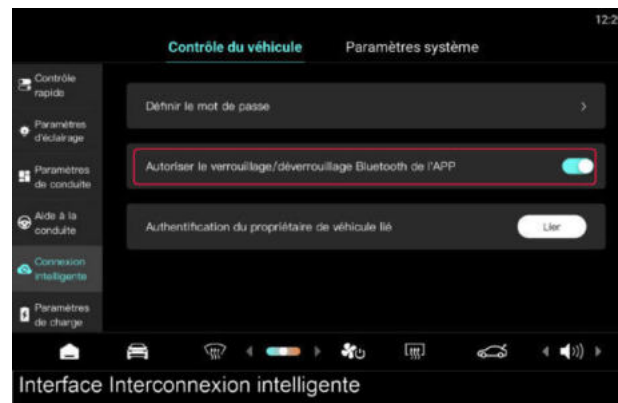 12:2
Contrôle du véhicule
Paramètres système
Contrôle
rapide
Définir le mot de passe
Paramètres
d'éclairage
Autoriser le verrouillage/déverrouillage Bluetooth de l'APP
Paramètres
de conduite
Aide à la
conduite
Authentification du propriétaire de véhicule lié
Lier
Connexion
intelligente
Paramètres
de charge
Interface Interconnexion intelligente